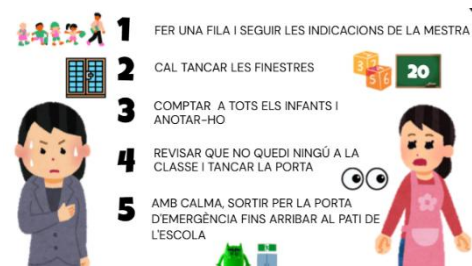 1 FER UNA FILA I SEGUIR LES INDICACIONS DE LA MESTRA
2 CAL TANCAR LES FINESTRES
20
3 COMPTAR A TOTS ELS INFANTS I
ANOTAR-HO
4 REVISAR QUE NO QUEDI NINGÚ A LA
CLASSE I TANCAR LA PORTA
5 AMB CALMA, SORTIR PER LA PORTA
D'EMERGÈNCIA FINS ARRIBAR AL PATI DE
L'ESCOLA